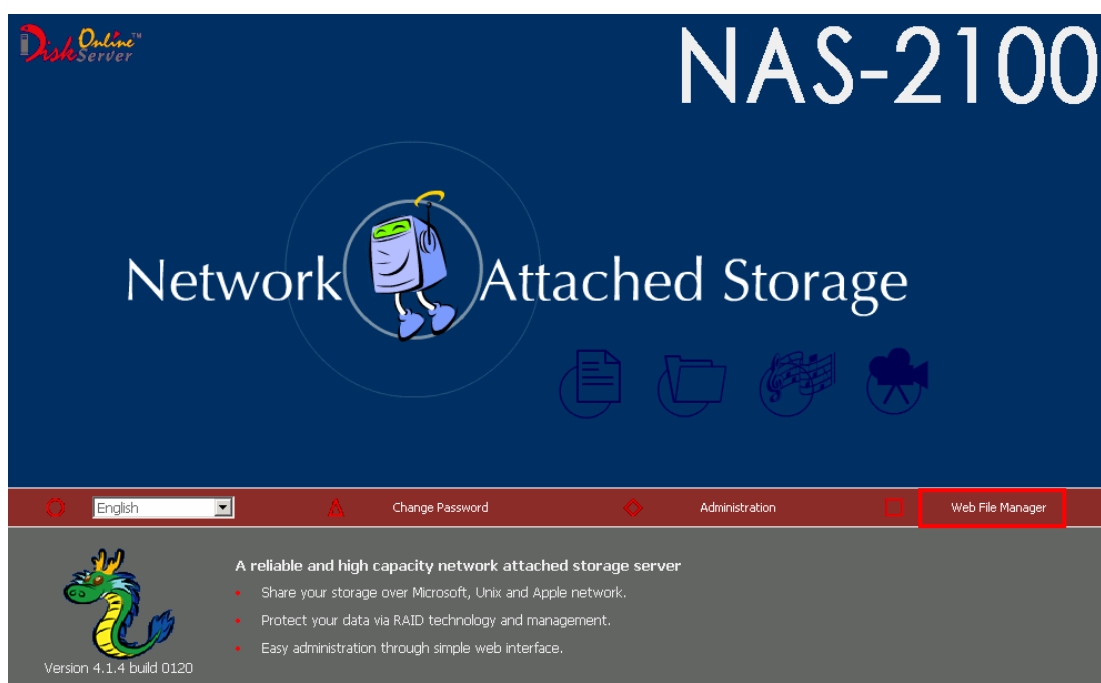 Disk Online™
Server
NAS-2100
Network Attached Storage
English
Change Password
Administration
Web File Manager
A reliable and high capacity network attached storage server
Share your storage over Microsoft, Unix and Apple network.
Protect your data via RAID technology and management.
Easy administration through simple web interface.
Version 4.1.4 build 0120